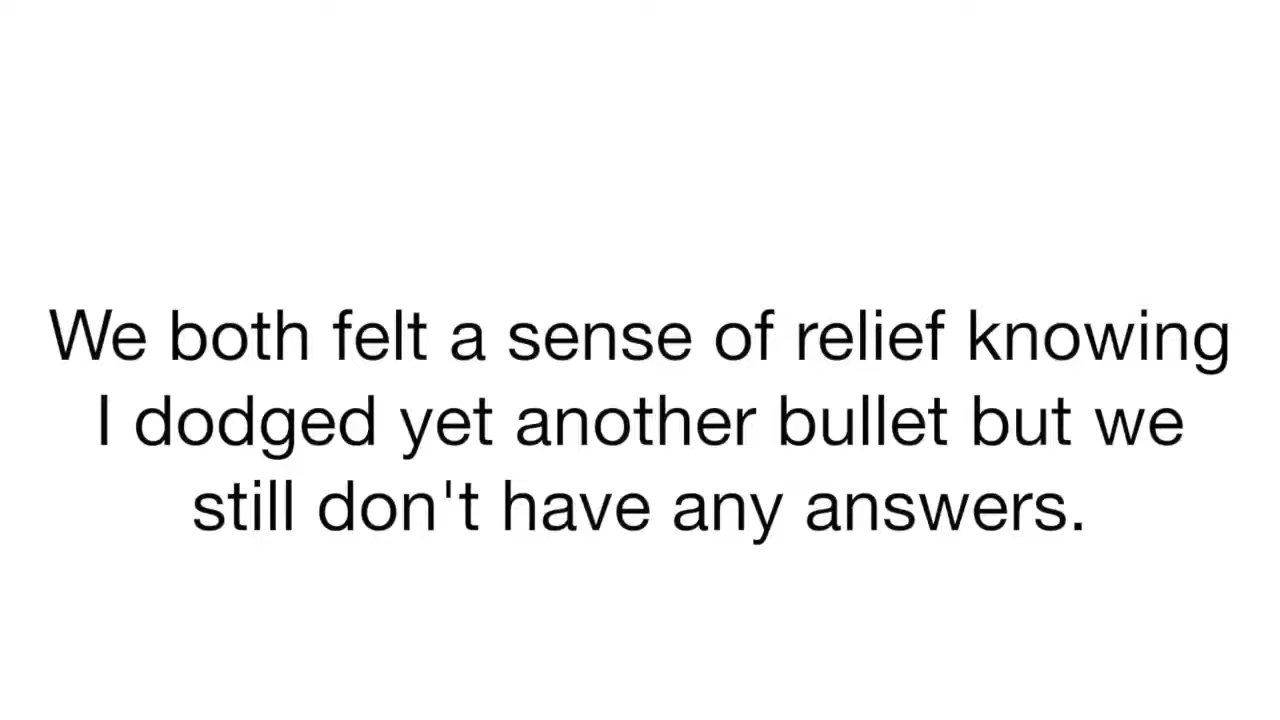 We both felt a sense of relief knowing
I dodged yet another bullet but we
still don't have any answers.